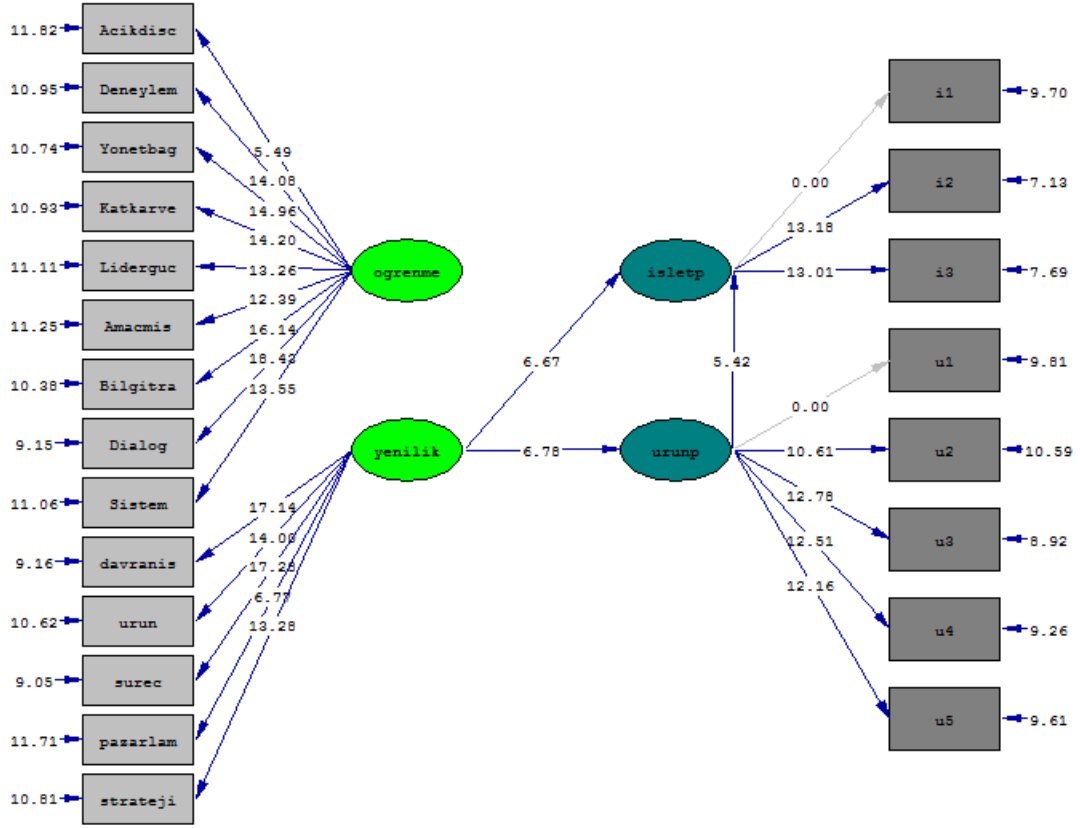 11.82 Acikdisc
10.95 Deneylem
10.74 Yonetbag
10.93 Katkarve
11.11 Liderguc
11.25 Amacmis
10.38 Bilgitra
9.15 Dialog
11.06 Sistem
9.16 davranis
10.62 urun
9.05 surec
11.71 pasarlam
10.81 strateji
5.49
14.08
14.96
14.20
13.26
12.39
16.14
18.43
13.55
ogrenme
17.14
14.00
17.28
6.77
13.28
yenilik
6.67
6.78
isletp
5.42
urunp
0.00
13.18
13.01
0.00
10.61
12.78
12.51
12.16
i1 9.70
i2 7.13
i3 7.69
u1 9.81
u2 10.59
u3 8.92
u4 9.26
u5 9.61